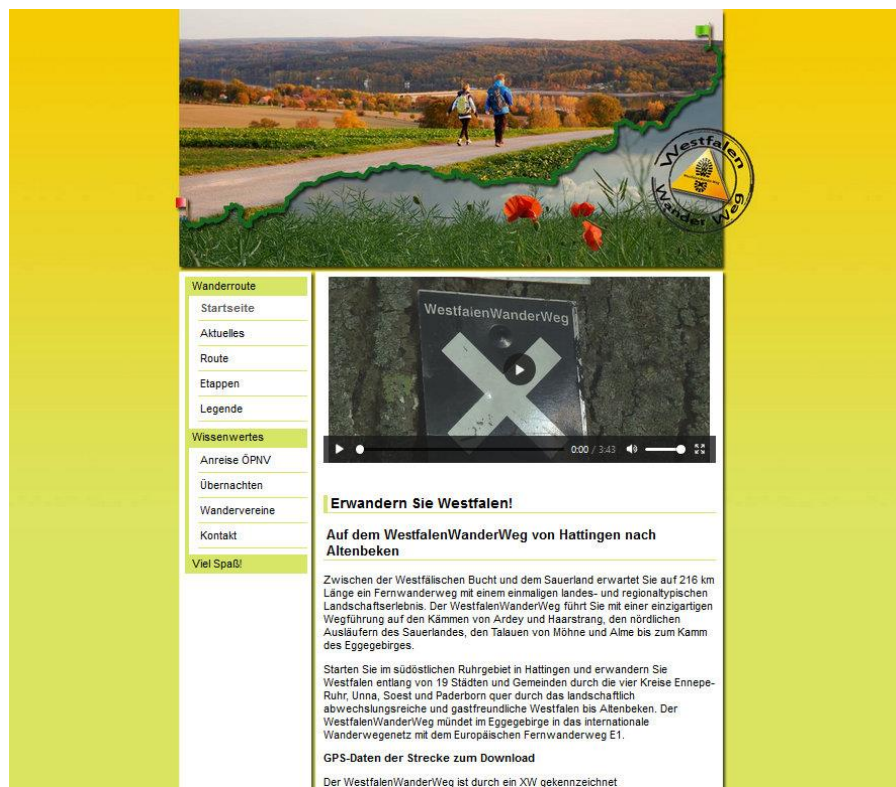 Westfalen
Wander Weg
Wanderroute
Startseite
Aktuelles
Route
Etappen
Legende
Wissenwertes
Anreise ÖPNV
Übernachten
Wandervereine
Kontakt
Viel Spaß!
WestfalenWanderWeg
0:00 / 3:43
Erwandern Sie Westfalen!
Auf dem WestfalenWanderWeg von Hattingen nach
Altenbeken
Zwischen der Westfälischen Bucht und dem Sauerland erwartet Sie auf 216 km
Länge ein Fernwanderweg mit einem einmaligen landes- und regionaltypischen
Landschaftserlebnis. Der WestfalenWanderWeg führt Sie mit einer einzigartigen
Wegführung auf den Kämmen von Ardey und Haarstrang, den nördlichen
Ausläufern des Sauerlandes, den Talauen von Möhne und Alme bis zum Kamm
des Eggegebirges.
Starten Sie im südöstlichen Ruhrgebiet in Hattingen und erwandern Sie
Westfalen entlang von 19 Städten und Gemeinden durch die vier Kreise Ennepe-
Ruhr, Unna, Soest und Paderborn quer durch das landschaftlich
abwechslungsreiche und gastfreundliche Westfalen bis Altenbeken. Der
WestfalenWanderWeg mündet im Eggegebirge in das internationale
Wanderwegenetz mit dem Europäischen Fernwanderweg E1.
GPS-Daten der Strecke zum Download
Der WestfalenWanderWeg ist durch ein XW gekennzeichnet